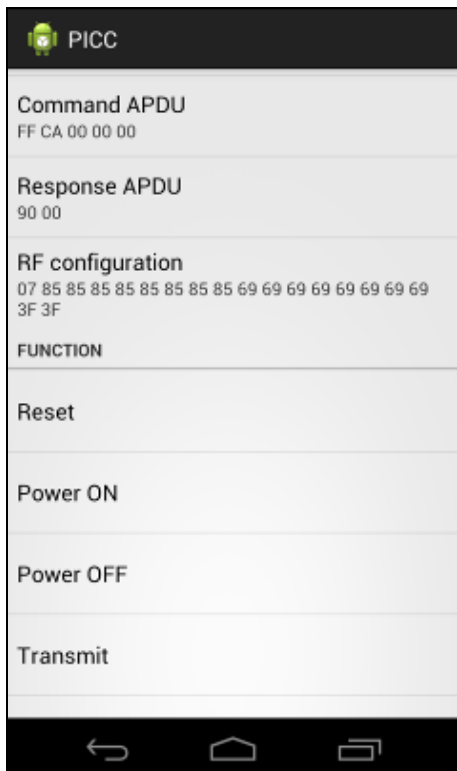 PICC
Command APDU
FF CA 00 00 00
Response APDU
90 00
RF configuration
07 85 85 85 85 85 85 85 85 69 69 69 69 69 69 69 69
3F 3F
FUNCTION
Reset
Power ON
Power OFF
Transmit